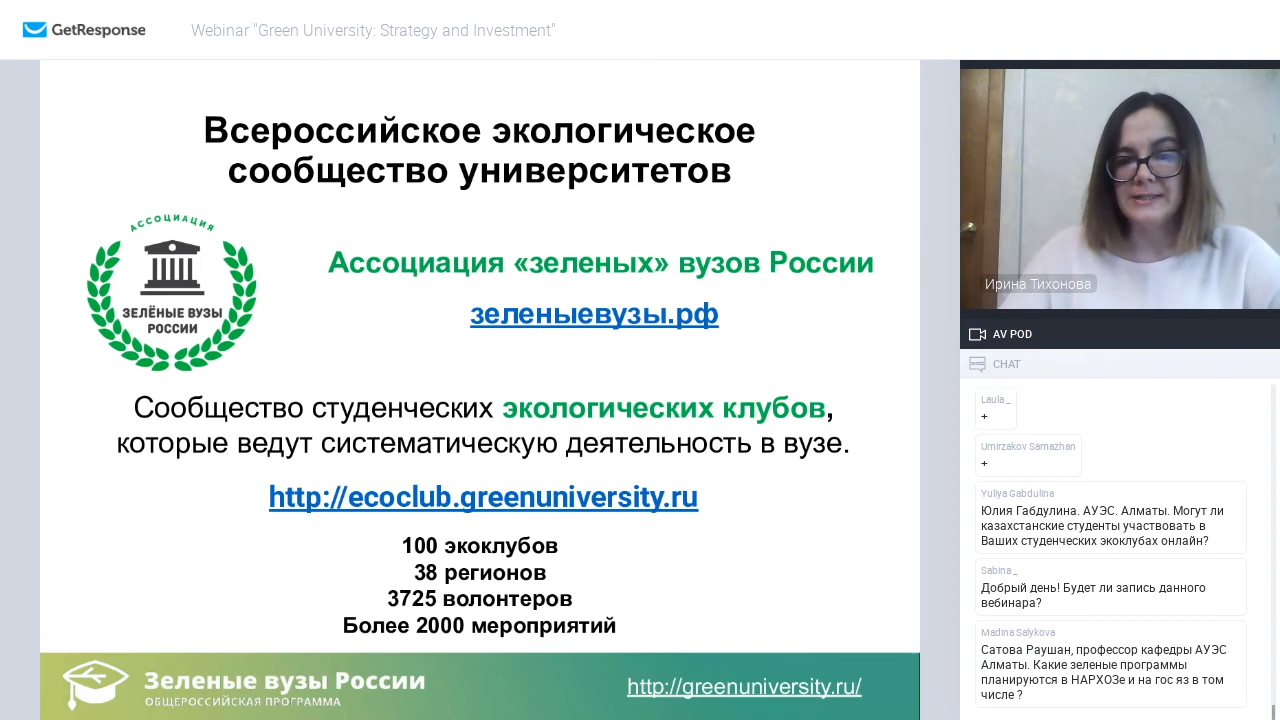 GetResponse
Webinar "Green University: Strategy and Investment"
Всероссийское экологическое
сообщество университетов
АССОЦИАЦИЯ
ЗЕЛЁНЫЕ ВУЗЫ
РОССИИ
Ассоциация «зеленых» вузов России
зеленыевузы.рф
Сообщество студенческих экологических клубов,
которые ведут систематическую деятельность в вузе.
http://ecoclub.greenuniversity.ru
100 экоклубов
38 регионов
3725 волонтеров
Более 2000 мероприятий
Зеленые вузы России
ОБЩЕРОССИЙСКАЯ ПРОГРАММА
http://greenuniversity.ru/
Ирина Тихонова
AV POD
CHAT
Laula _
+
Umirzakov Samazhan
+
Yuliya Gabdulina
Юлия Габдулина. АУЭС. Алматы. Могут ли
казахстанские студенты участвовать в
Ваших студенческих экоклубах онлайн?
Sabina _
Добрый день! Будет ли запись данного
вебинара?
Madina Salykova
Сатова Раушан, профессор кафедры АУЭС
Алматы. Какие зеленые программы
планируются в НАРХОЗе и на гос яз в том
числе ?